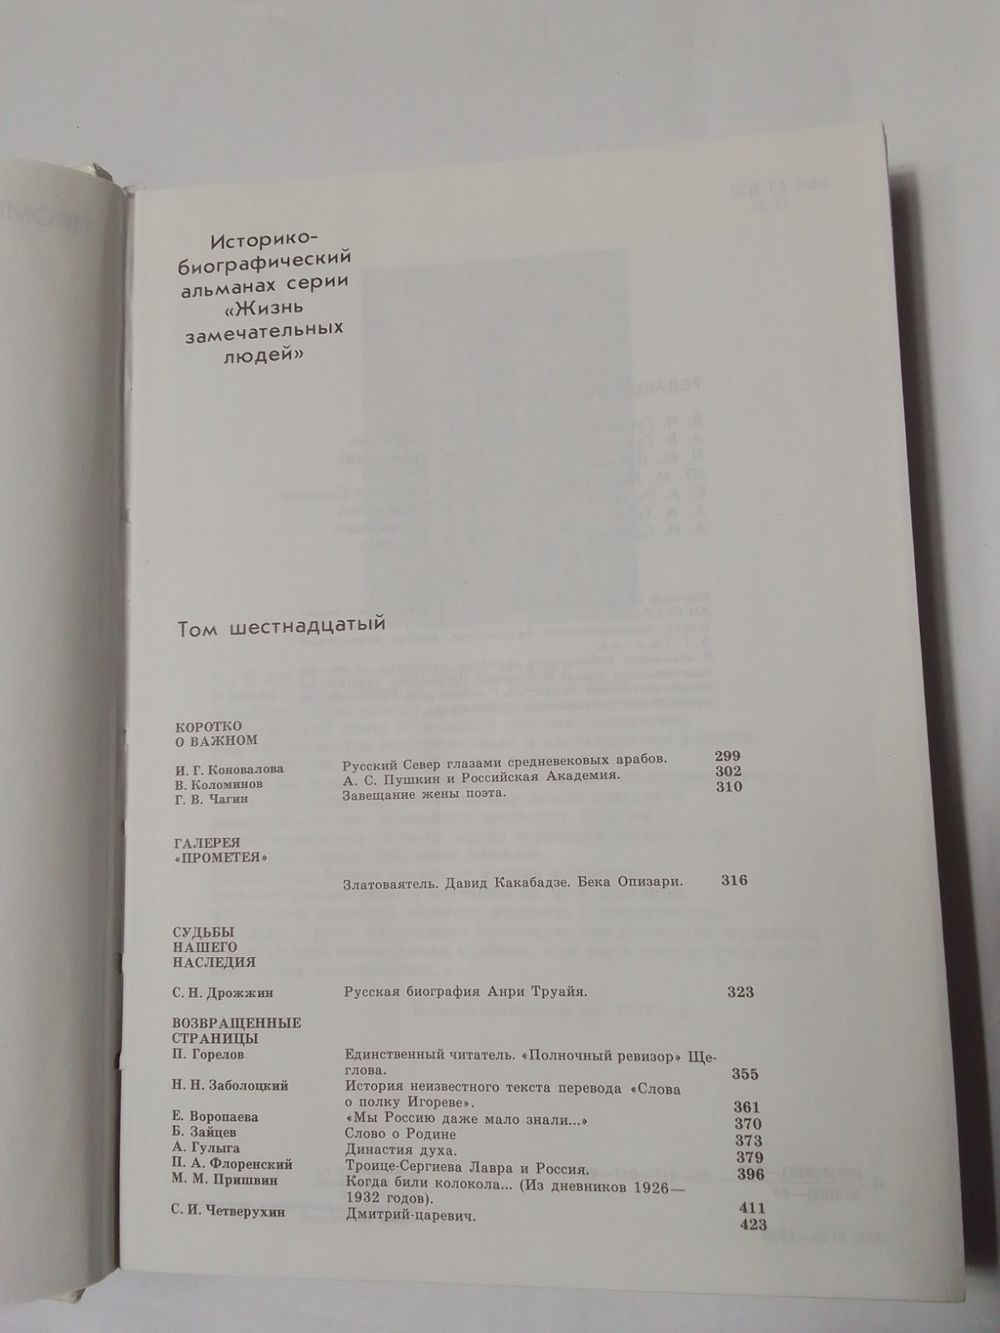 Историко-
биографический
альманах серии
«Жизнь
замечательных
людей»
Том шестнадцатый
КОРОТКО
О ВАЖНОМ
И. Г. Коновалова Русский Север глазами средневековых арабов. 299
В. Коломинов А. С. Пушкин и Российская Академия. 302
Г. В. Чагин Завещание жены поэта. 310
ГАЛЕРЕЯ
«ПРОМЕТЕЯ»
Златоваятель. Давид Какабадзе. Бека Опизари. 316
СУДЬБЫ
НАШЕГО
НАСЛЕДИЯ
С. Н. Дрожжин Русская биография Анри Труайя. 323
ВОЗВРАЩЕННЫЕ
СТРАНИЦЫ
П. Горелов Единственный читатель. «Полночный ревизор» Ще-
глова. 355
Н. Н. Заболоцкий История неизвестного текста перевода «Слова
о полку Игореве». 361
Е. Воропаева «Мы Россию даже мало знали...» 370
Б. Зайцев Слово о Родине 373
А. Гулыга Династия духа. 379
П. А. Флоренский Троице-Сергиева Лавра и Россия. 396
М. М. Пришвин Когда били колокола... (Из дневников 1926—
1932 годов). 411
С. И. Четверухин Дмитрий-царевич. 423